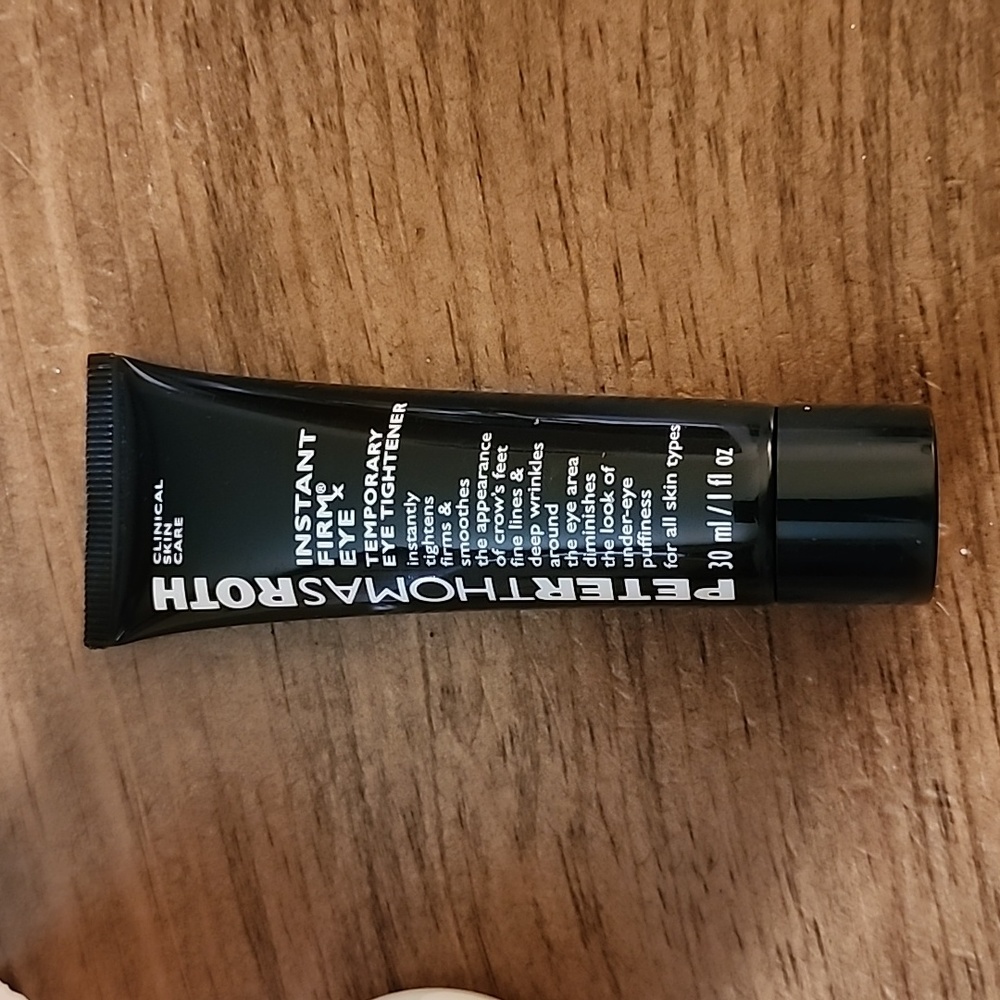 CLINICAL
SKIN
CARE
PETERTHOMASROTH
INSTANT
FIRM®x
EYE
TEMPORARY
EYE TIGHTENER
instantly
tightens
firms &
smoothes
the appearance
of crow's feet
fine lines &
deep wrinkles
around
the eye area
diminishes
the look of
under-eye
puffiness
for all skin types
30 ml / 1 fl oz